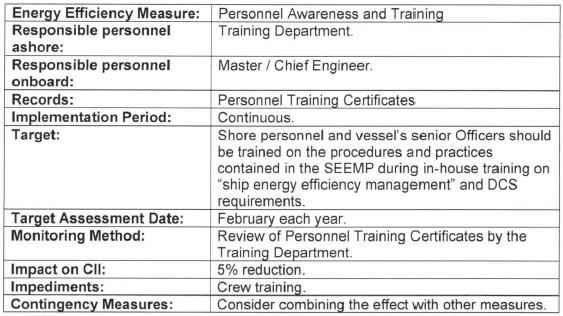 Energy Efficiency Measure: Personnel Awareness and Training
Responsible personnel Training Department.
ashore:
Responsible personnel Master / Chief Engineer.
onboard:
Records: Personnel Training Certificates
Implementation Period: Continuous.
Target: Shore personnel and vessel's senior Officers should
be trained on the procedures and practices
contained in the SEEMP during in-house training on
"ship energy efficiency management" and DCS
requirements.
Target Assessment Date: February each year.
Monitoring Method: Review of Personnel Training Certificates by the
Training Department.
Impact on CII: 5% reduction.
Impediments: Crew training.
Contingency Measures: Consider combining the effect with other measures.